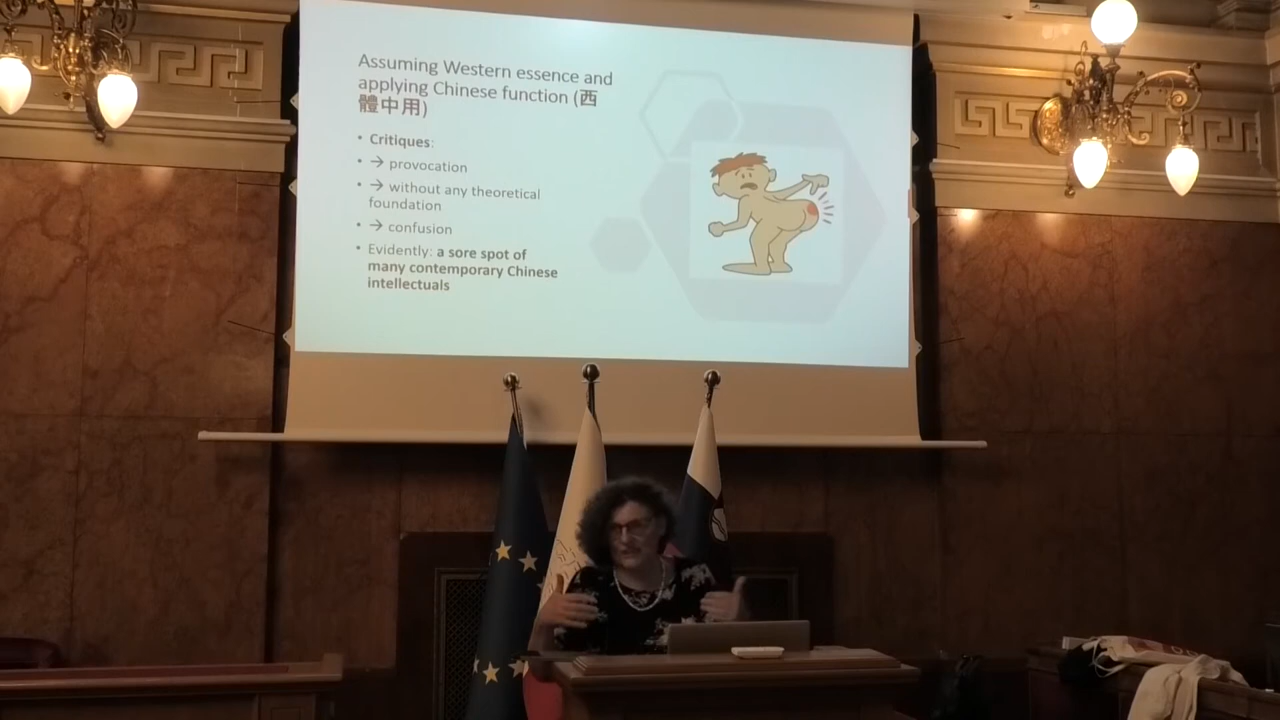 Assuming Western essence and
applying Chinese function (西
體中用)
• Critiques:
• → provocation
• → without any theoretical
foundation
• → confusion
• Evidently: a sore spot of
many contemporary Chinese
intellectuals